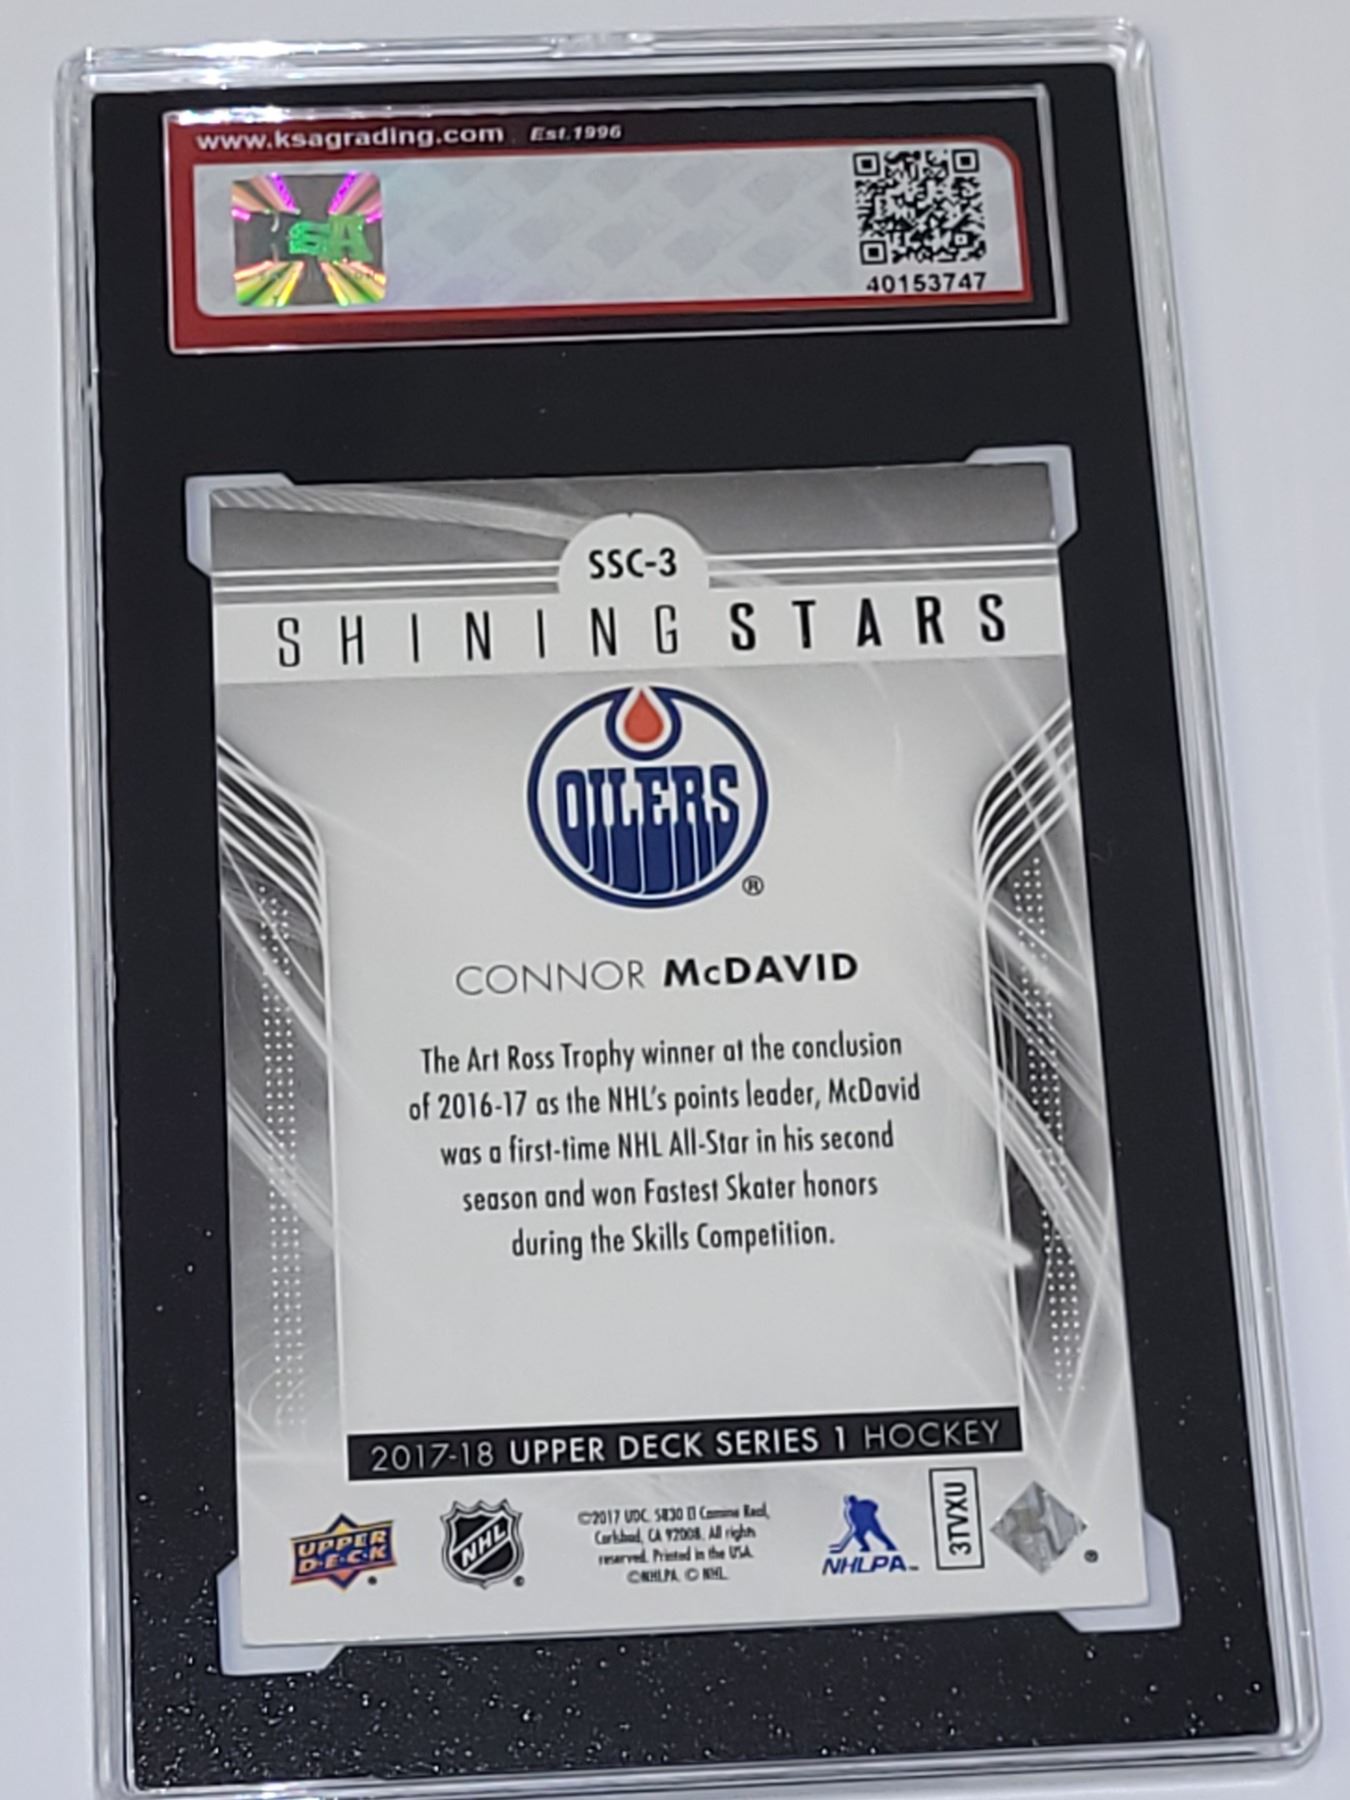 www.ksagrading.com Est.1996
KSA
40153747
SSC-3
SHINING STARS
OILERS
®
CONNOR McDAVID
The Art Ross Trophy winner at the conclusion
of 2016-17 as the NHL's points leader, McDavid
was a first-time NHL All-Star in his second
season and won Fastest Skater honors
during the Skills Competition.
2017-18 UPPER DECK SERIES 1 HOCKEY
UPPER
DECK
NHL
©2017 UDC. 5830 El Camino Real,
Carlsbad, CA 92008. All rights
reserved. Printed in the USA.
©NHLPA. © NHL.
NHLPA
3TVXU